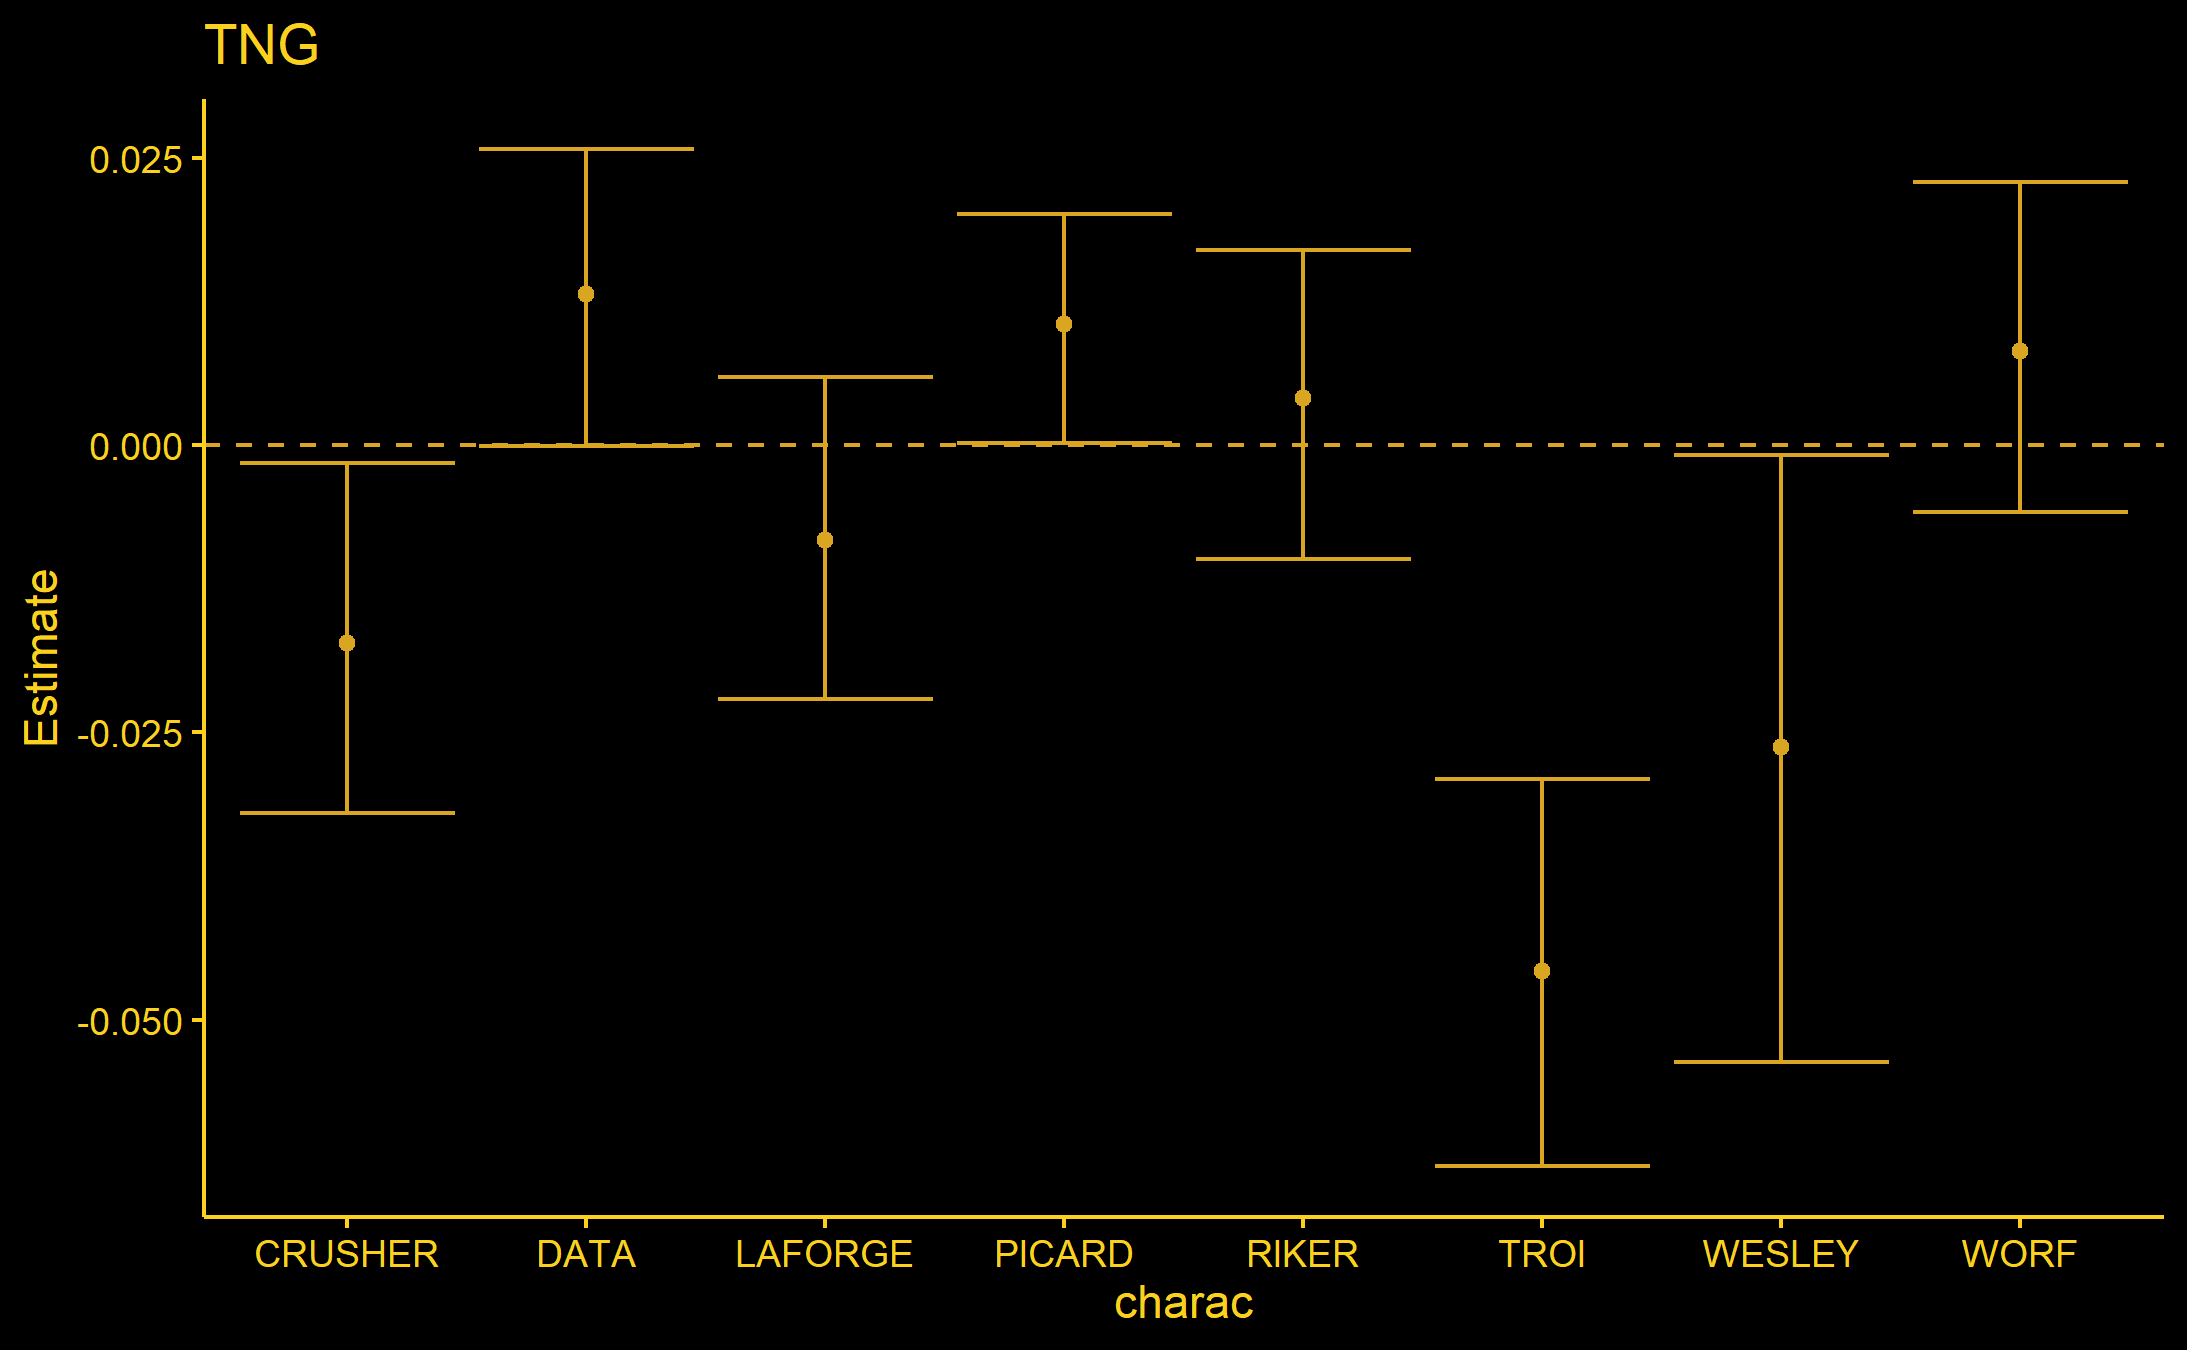 TNG
0.025
0.000
-0.025
-0.050
Estimate
CRUSHER DATA LAFORGE PICARD RIKER TROI WESLEY WORF
charac